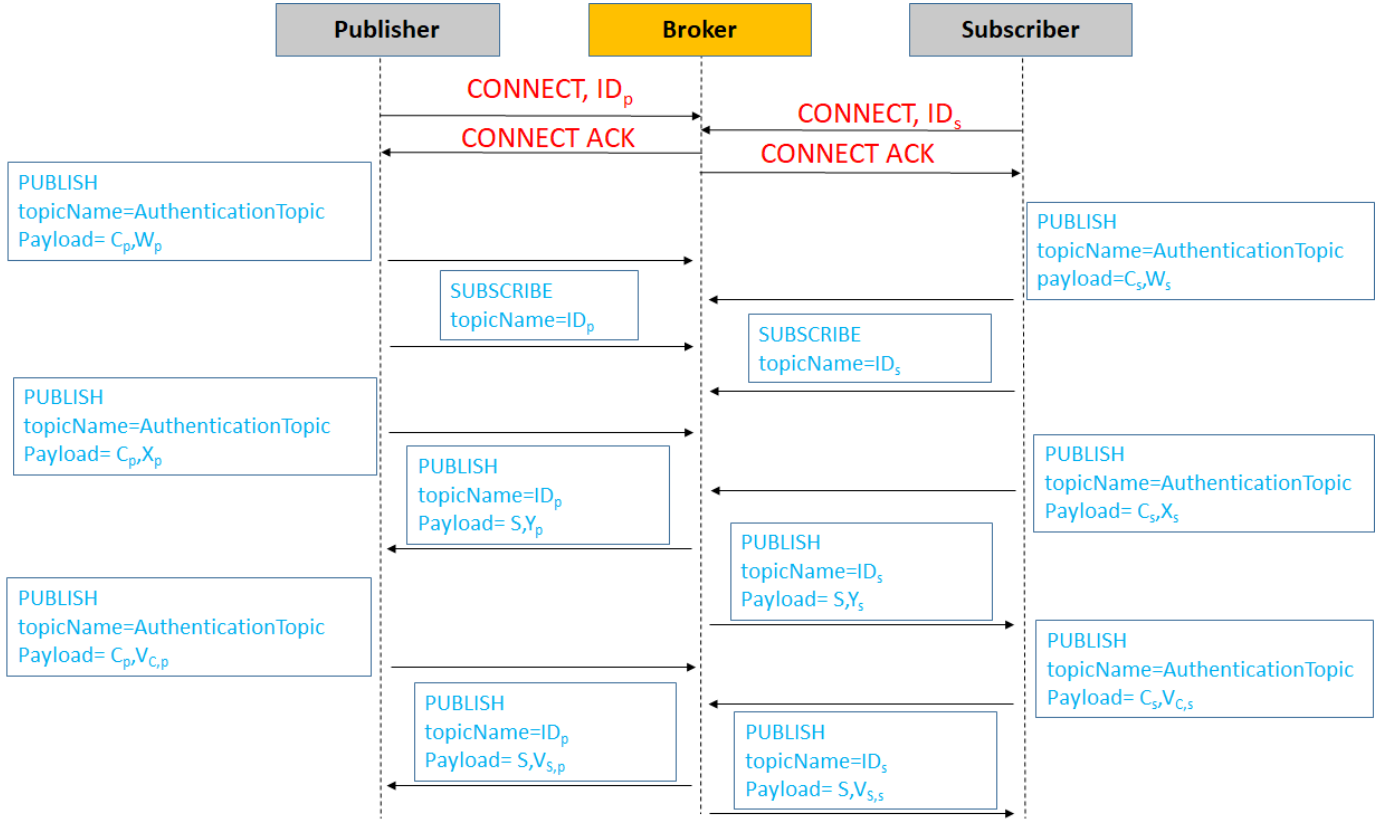 Publisher
Broker
Subscriber
CONNECT, IDp
CONNECT, IDs
CONNECT ACK
CONNECT ACK
PUBLISH
topicName=AuthenticationTopic
Payload= Cp,Wp
PUBLISH
topicName=AuthenticationTopic
payload=Cs,Ws
SUBSCRIBE
topicName=IDp
SUBSCRIBE
topicName=IDs
PUBLISH
topicName=AuthenticationTopic
Payload= Cp,Xp
PUBLISH
topicName=AuthenticationTopic
Payload= Cs,Xs
PUBLISH
topicName=IDp
Payload= S,Yp
PUBLISH
topicName=IDs
Payload= S,Ys
PUBLISH
topicName=AuthenticationTopic
Payload= Cp,VC,p
PUBLISH
topicName=AuthenticationTopic
Payload= Cs,VC,s
PUBLISH
topicName=IDp
Payload= S,VS,p
PUBLISH
topicName=IDs
Payload= S,VS,s